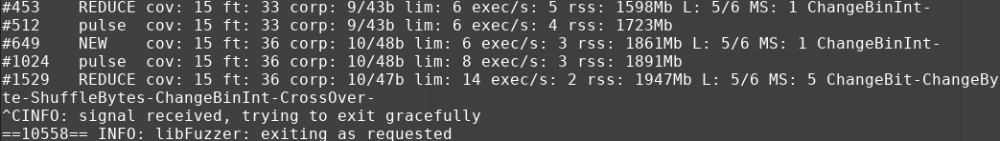 #453    REDUCE cov: 15 ft: 33 corp: 9/43b lim: 6 exec/s: 5 rss: 1598Mb L: 5/6 MS: 1 ChangeBinInt-
#512    pulse  cov: 15 ft: 33 corp: 9/43b lim: 6 exec/s: 4 rss: 1723Mb
#649    NEW    cov: 15 ft: 36 corp: 10/48b lim: 6 exec/s: 3 rss: 1861Mb L: 5/6 MS: 1 ChangeBinInt-
#1024   pulse  cov: 15 ft: 36 corp: 10/48b lim: 8 exec/s: 3 rss: 1891Mb
#1529   REDUCE cov: 15 ft: 36 corp: 10/47b lim: 14 exec/s: 2 rss: 1947Mb L: 5/6 MS: 5 ChangeBit-ChangeBy
te-ShuffleBytes-ChangeBinInt-CrossOver-
^CINFO: signal received, trying to exit gracefully
==10558== INFO: libFuzzer: exiting as requested